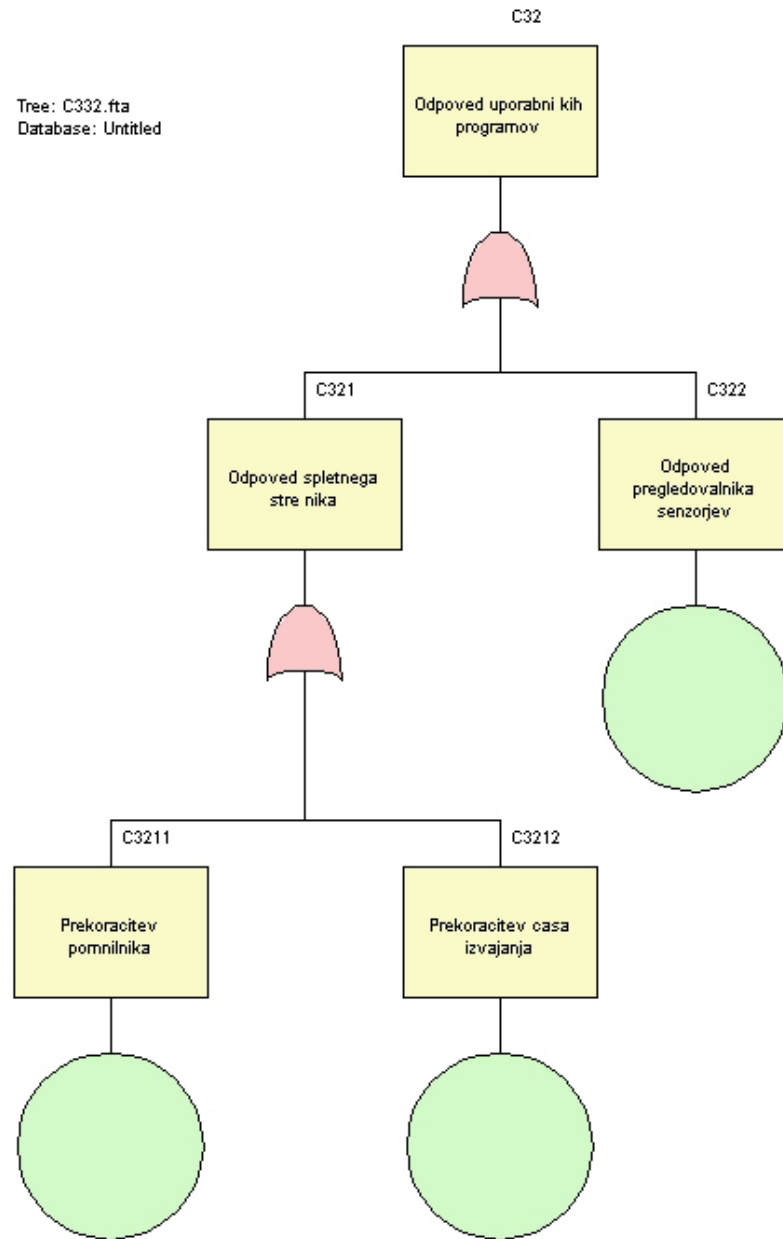 C32
Tree: C332.fta
Database: Untitled
Odpoved uporabni kih
programov
C321
C322
Odpoved spletnega
stre nika
Odpoved
pregledovalnika
senzorjev
C3211
C3212
Prekoracitev
pomnilnika
Prekoracitev casa
izvajanja